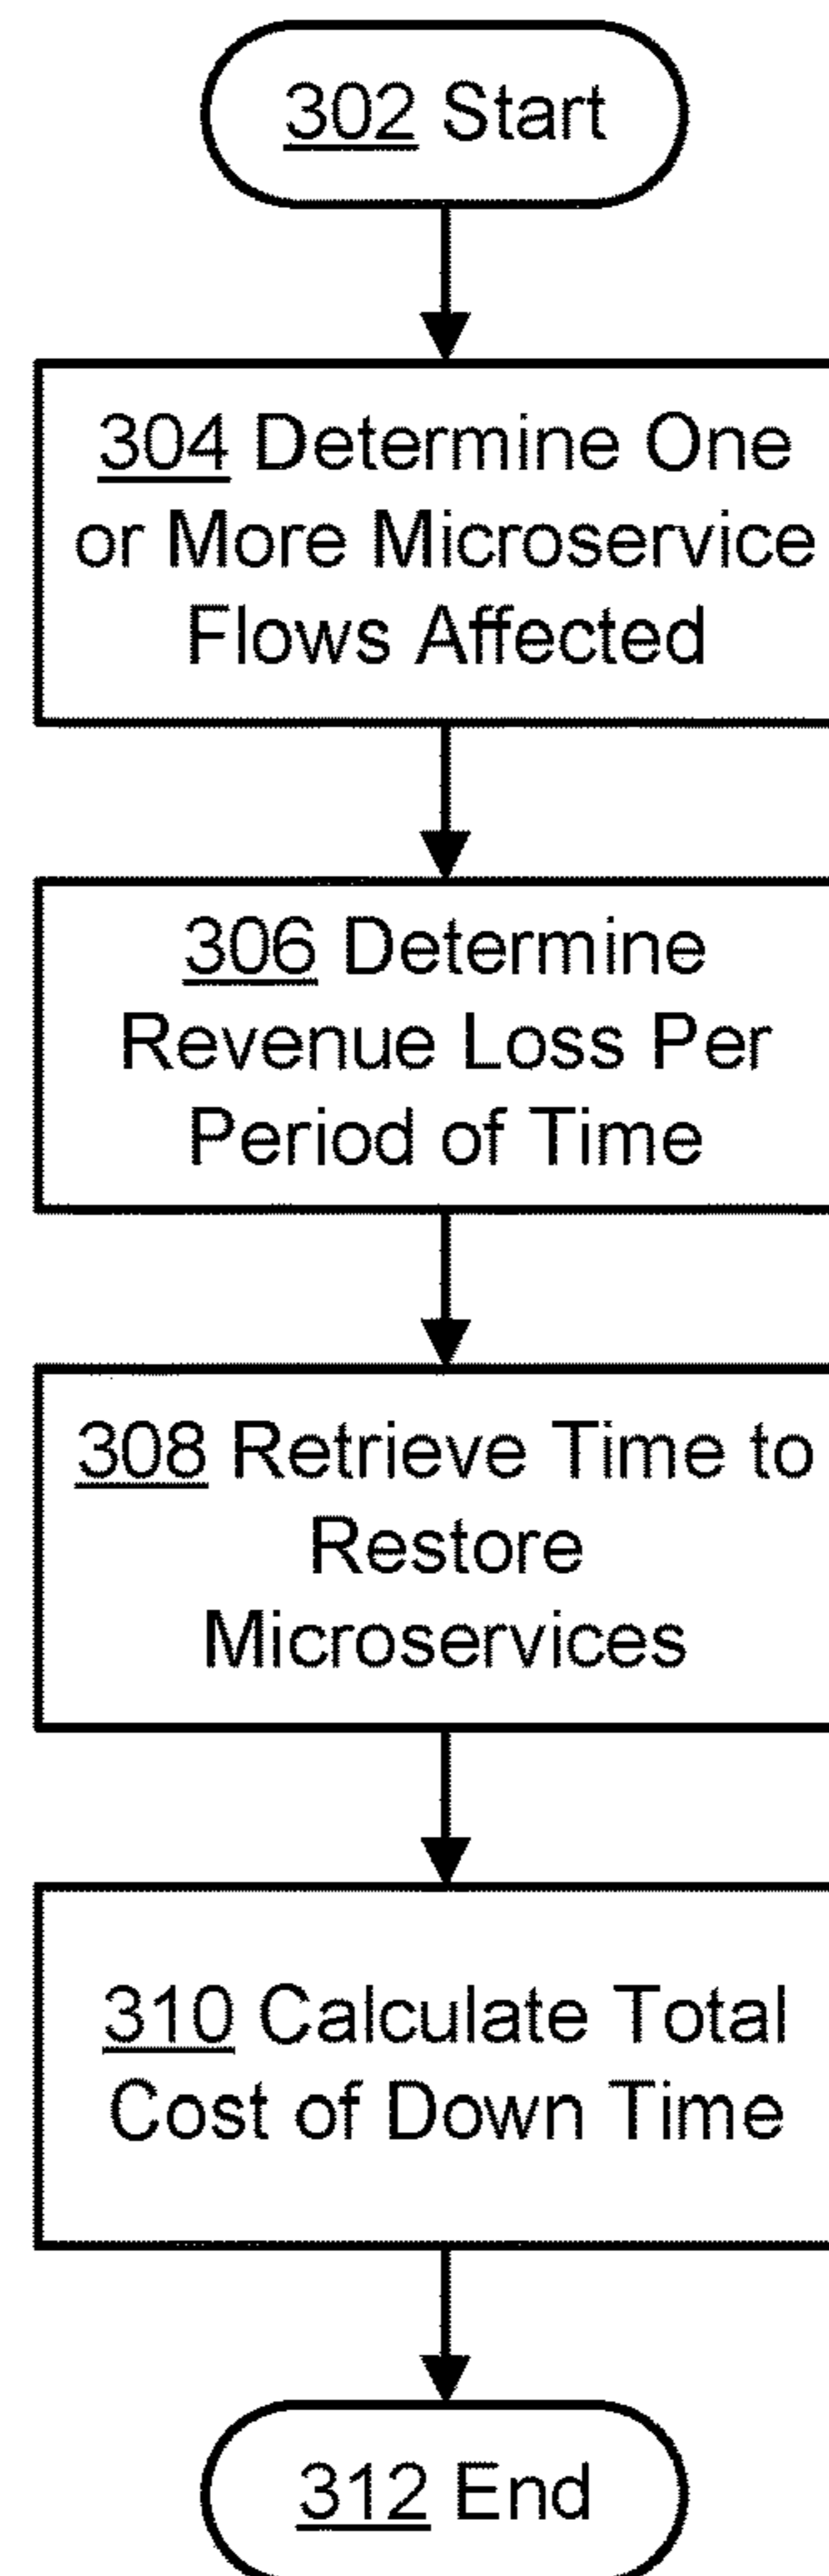 302 Start
304 Determine One
or More Microservice
Flows Affected
306 Determine
Revenue Loss Per
Period of Time
308 Retrieve Time to
Restore
Microservices
310 Calculate Total
Cost of Down Time
312 End